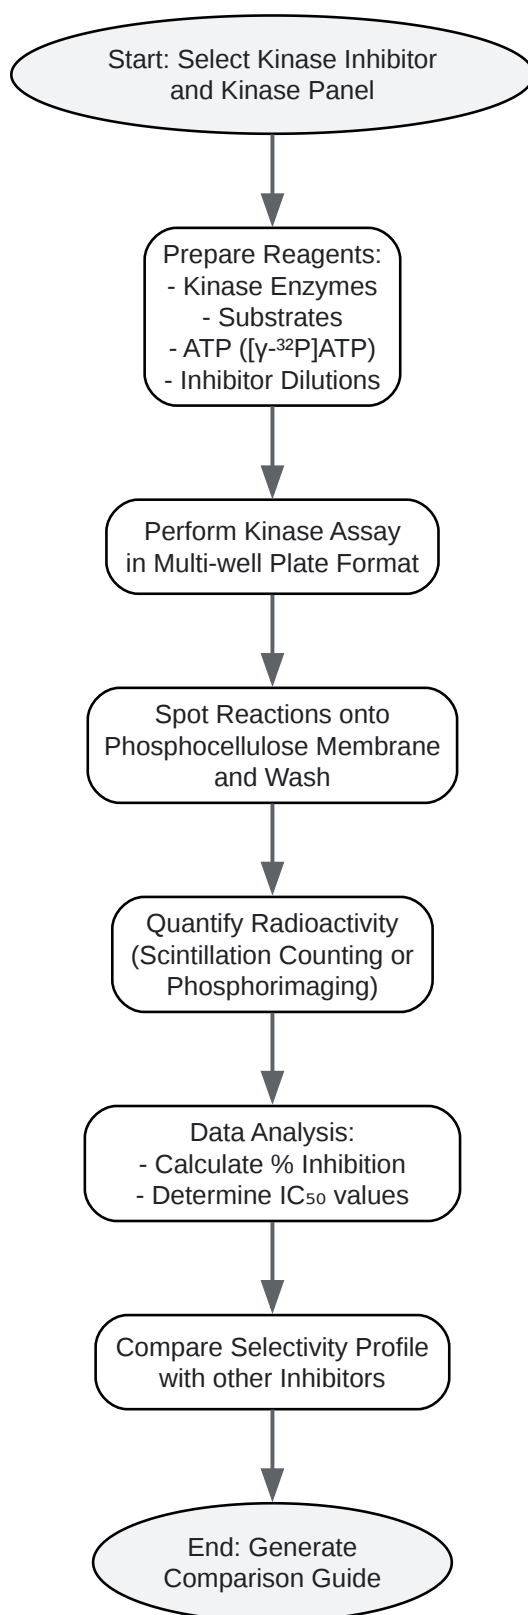 Start: Select Kinase Inhibitor
and Kinase Panel
Prepare Reagents:
- Kinase Enzymes
- Substrates
- ATP ([γ-³²P]ATP)
- Inhibitor Dilutions
Perform Kinase Assay
in Multi-well Plate Format
Spot Reactions onto
Phosphocellulose Membrane
and Wash
Quantify Radioactivity
(Scintillation Counting or
Phosphorimaging)
Data Analysis:
- Calculate % Inhibition
- Determine IC₅₀ values
Compare Selectivity Profile
with other Inhibitors
End: Generate
Comparison Guide